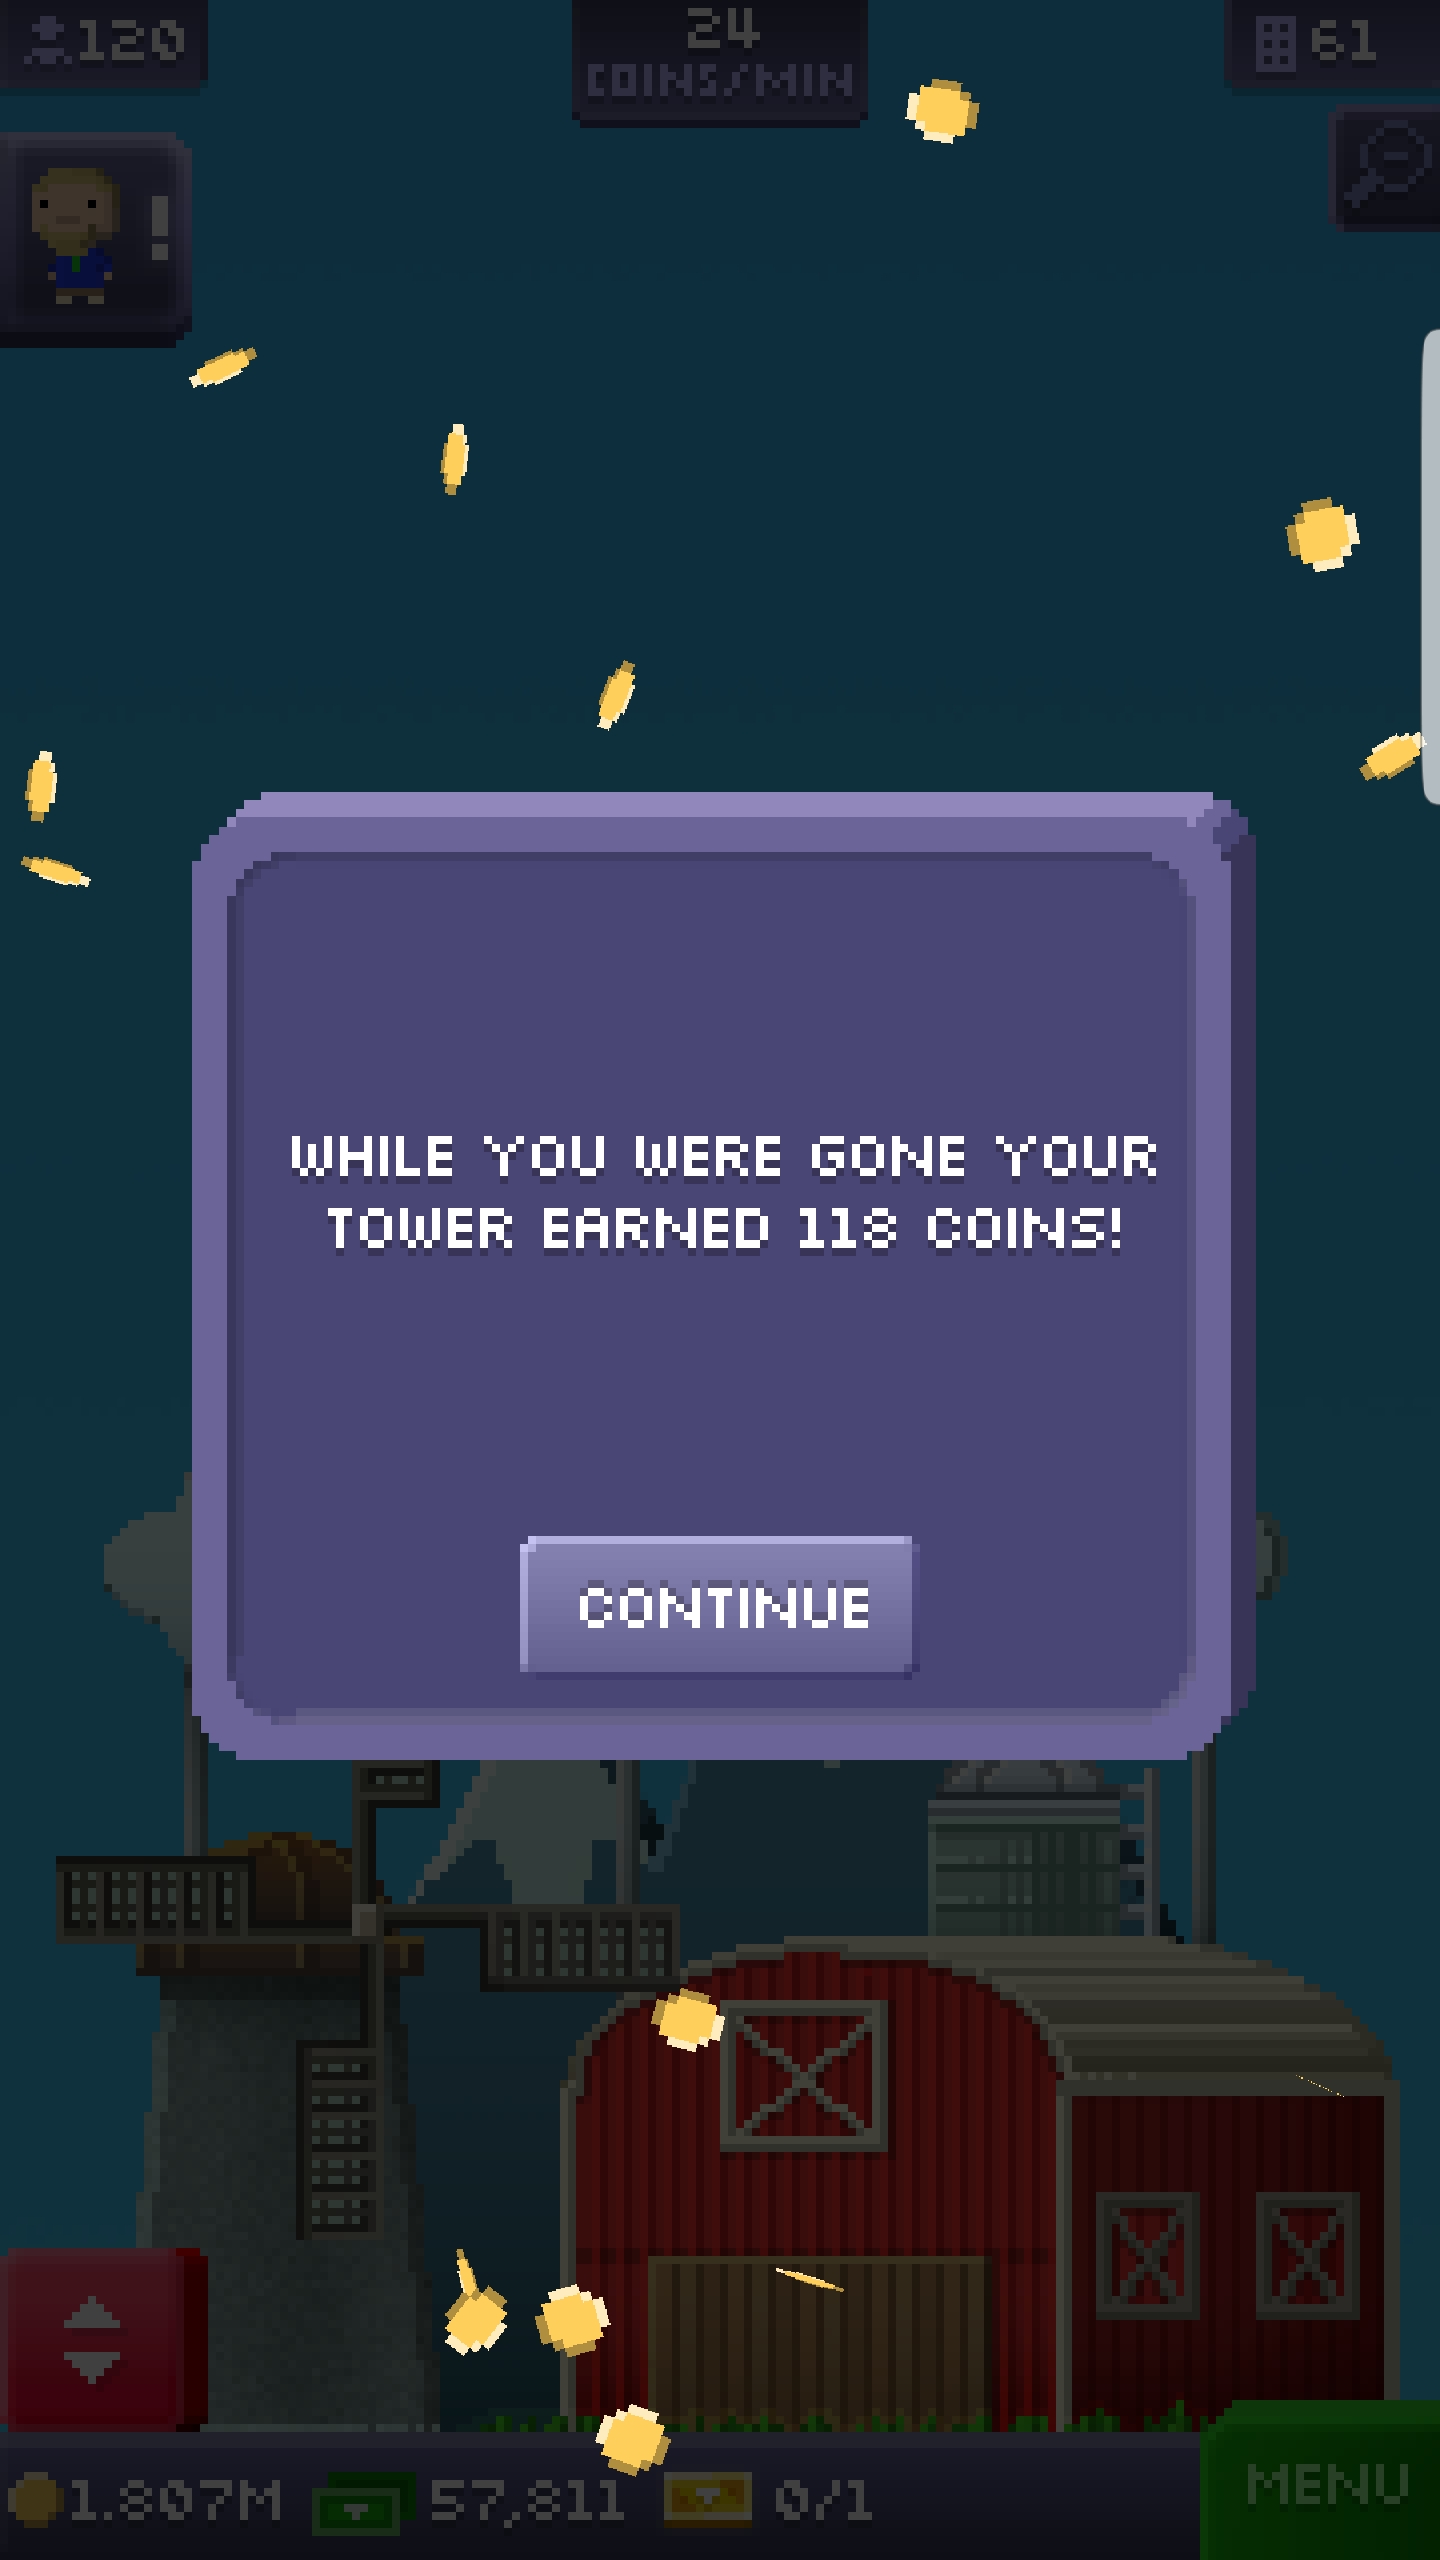 120
24
COINS/MIN
61
!
WHILE YOU WERE GONE YOUR
TOWER EARNED 118 COINS!
CONTINUE
1.807M
57,811
0/1
MENU